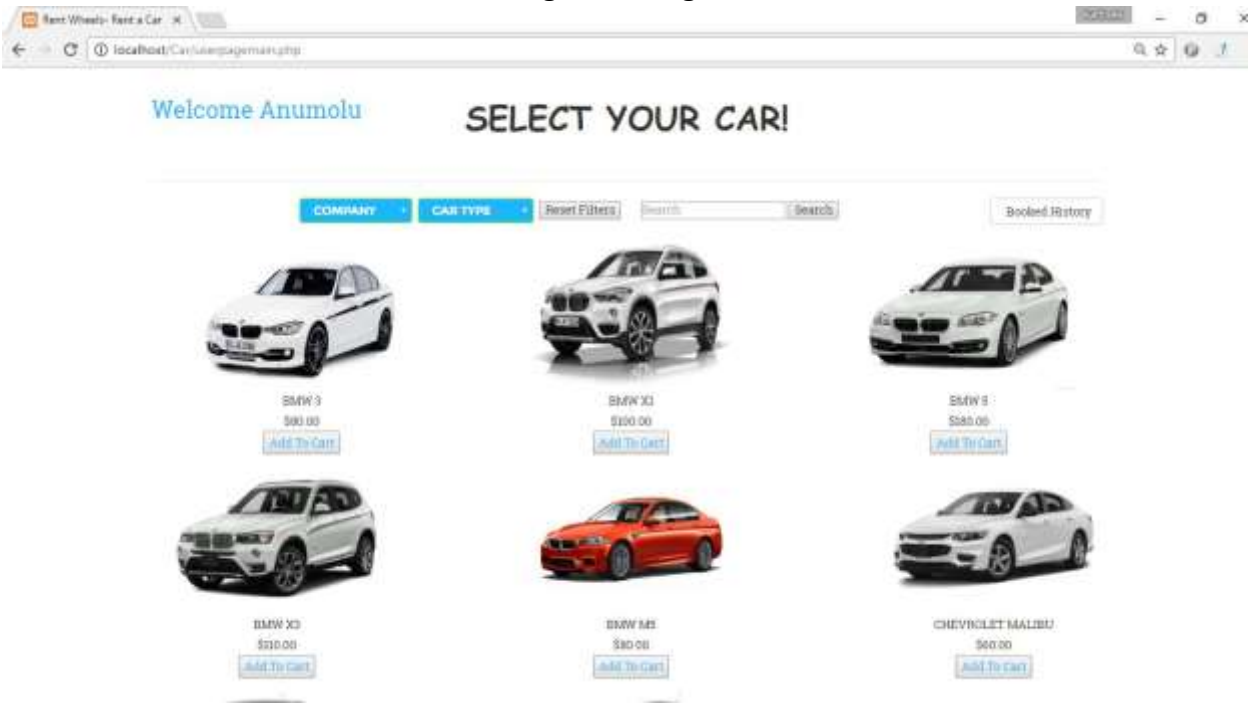 Rent Wheels- Rent a Car
localhost/Car/userpagemain.php
Welcome Anumolu
SELECT YOUR CAR!
COMPANY CAR TYPE Reset Filters Search Search Booked History
BMW 3 BMW X1 BMW 5
$100.00
Add To Cart Add To Cart Add To Cart
BMW X3 BMW M5 CHEVROLET MALIBU
$60.00
Add To Cart Add To Cart Add To Cart